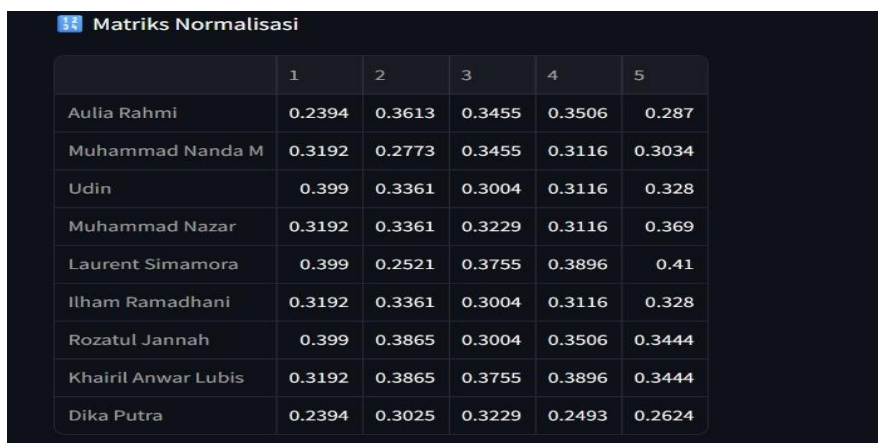 Matriks Normalisasi
1 2 3 4 5
Aulia Rahmi 0.2394 0.3613 0.3455 0.3506 0.287
Muhammad Nanda M 0.3192 0.2773 0.3455 0.3116 0.3034
Udin 0.399 0.3361 0.3004 0.3116 0.328
Muhammad Nazar 0.3192 0.3361 0.3229 0.3116 0.369
Laurent Simamora 0.399 0.2521 0.3755 0.3896 0.41
Ilham Ramadhani 0.3192 0.3361 0.3004 0.3116 0.328
Rozatul Jannah 0.399 0.3865 0.3004 0.3506 0.3444
Khairil Anwar Lubis 0.3192 0.3865 0.3755 0.3896 0.3444
Dika Putra 0.2394 0.3025 0.3229 0.2493 0.2624